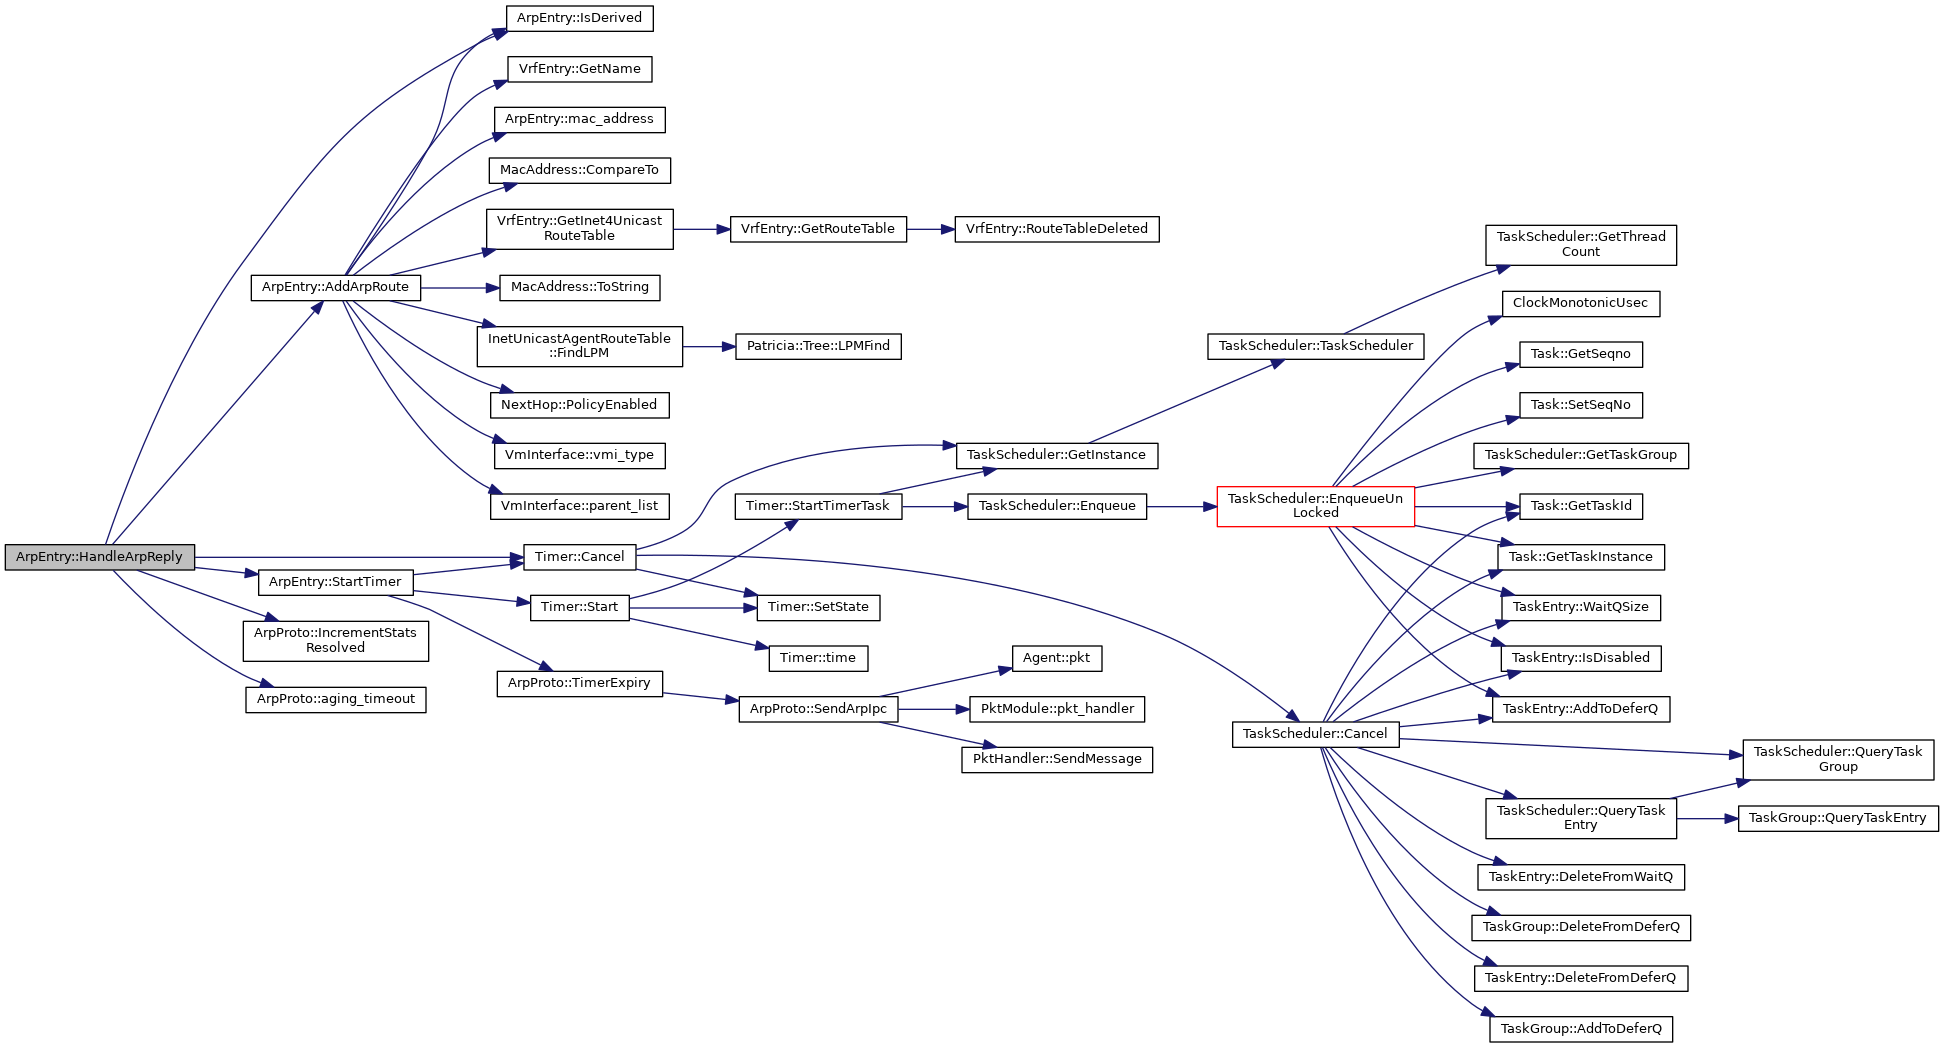 ArpEntry::HandleArpReply
ArpEntry::IsDerived
VrfEntry::GetName
ArpEntry::mac_address
MacAddress::CompareTo
VrfEntry::GetInet4Unicast
RouteTable
ArpEntry::AddArpRoute
MacAddress::ToString
InetUnicastAgentRouteTable
::FindLPM
NextHop::PolicyEnabled
VmInterface::vmi_type
VmInterface::parent_list
VrfEntry::GetRouteTable
VrfEntry::RouteTableDeleted
Patricia::Tree::LPMFind
ArpEntry::StartTimer
ArpProto::IncrementStats
Resolved
ArpProto::aging_timeout
Timer::Cancel
Timer::Start
ArpProto::TimerExpiry
Timer::StartTimerTask
Timer::SetState
Timer::time
ArpProto::SendArpIpc
TaskScheduler::GetInstance
TaskScheduler::Enqueue
Agent::pkt
PktModule::pkt_handler
PktHandler::SendMessage
TaskScheduler::TaskScheduler
TaskScheduler::EnqueueUn
Locked
TaskScheduler::Cancel
TaskScheduler::GetThread
Count
ClockMonotonicUsec
Task::GetSeqno
Task::SetSeqNo
TaskScheduler::GetTaskGroup
Task::GetTaskId
Task::GetTaskInstance
TaskEntry::WaitQSize
TaskEntry::IsDisabled
TaskEntry::AddToDeferQ
TaskScheduler::QueryTask
Group
TaskScheduler::QueryTask
Entry
TaskGroup::QueryTaskEntry
TaskEntry::DeleteFromWaitQ
TaskGroup::DeleteFromDeferQ
TaskEntry::DeleteFromDeferQ
TaskGroup::AddToDeferQ